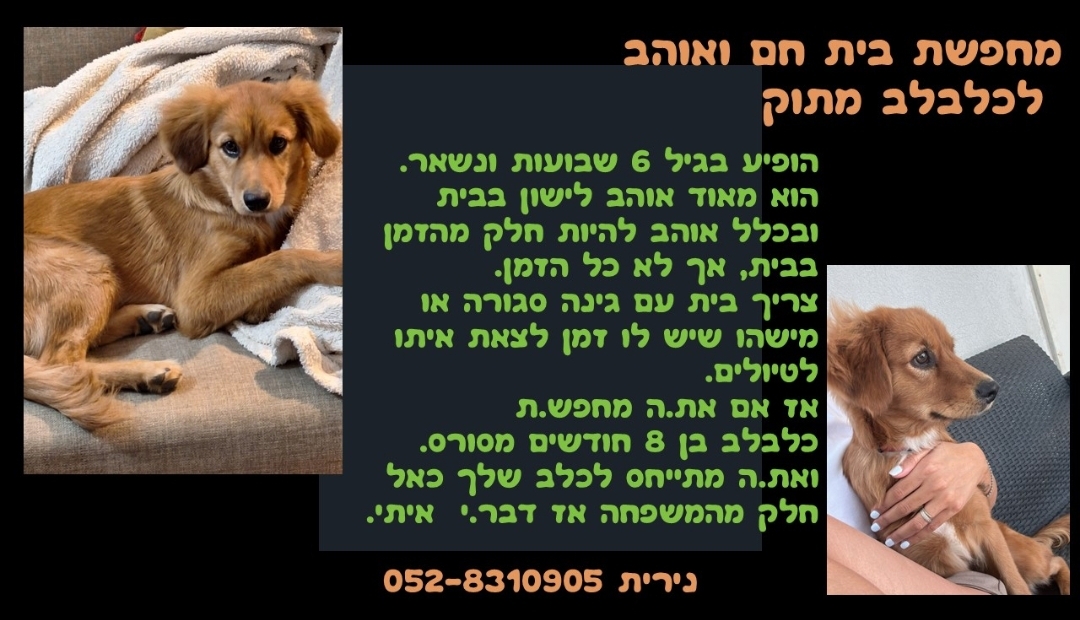 מחפשת בית חם ואוהב
לכלבלב מתוק
הופיע בגיל 6 שבועות ונשאר.
הוא מאוד אוהב לישון בבית
ובכלל אוהב להיות חלק מהזמן
בבית, אך לא כל הזמן.
צריך בית עם גינה סגורה או
מישהו שיש לו זמן לצאת איתו
לטיולים.
אז אם את.ה מחפש.ת
כלבלב בן 8 חודשים מסורס.
ואת.ה מתייחס לכלב שלך כאל
חלק מהמשפחה אז דבר.י איתי.
נירית 052-8310905